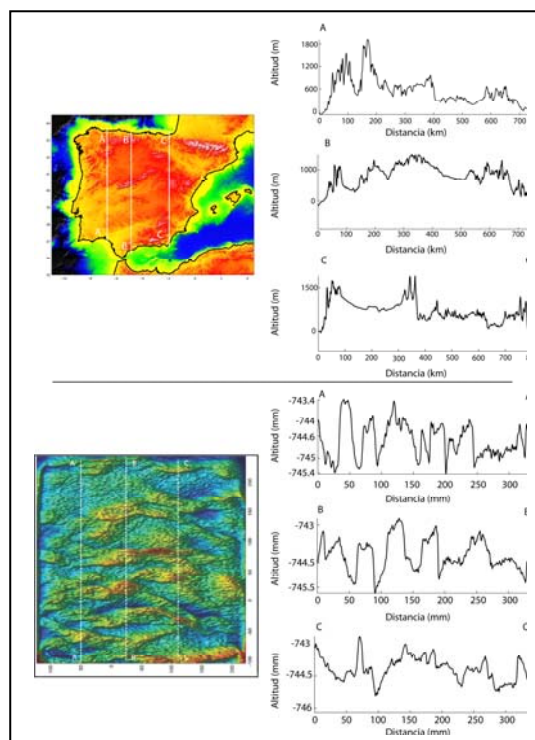 A
Altitud (m)
1800
1200
600
0
0 100 200 300 400 500 600 700
Distancia (km)
B
Altitud (m)
1000
0
0 100 200 300 400 500 600 700
Distancia (km)
C
Altitud (m)
1500
0
0 100 200 300 400 500 600 700
Distancia (km)
A B C
A C
A
Altitud (mm)
-743.4
-744
-744.6
-745.4
0 50 100 150 200 250 300
Distancia (mm)
B
Altitud (mm)
-743
-744.5
-745.5
0 50 100 150 200 250 300
Distancia (mm)
C
Altitud (mm)
-743
-744.5
-746
0 50 100 150 200 250 300
Distancia (mm)
A B C